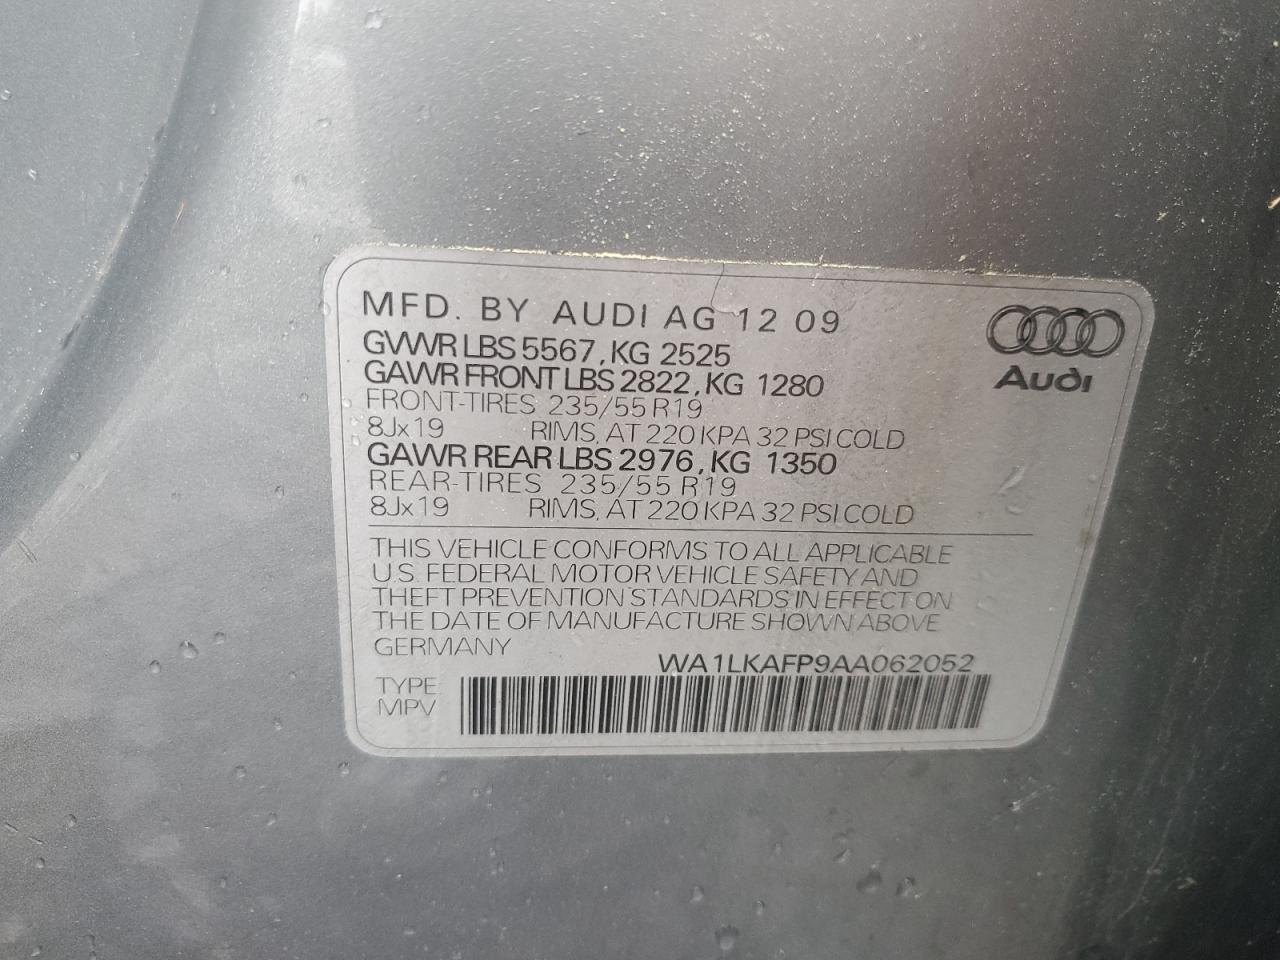 MFD. BY AUDI AG 12 09
GVWR LBS 5567, KG 2525
GAWR FRONT LBS 2822, KG 1280
FRONT-TIRES 235/55 R19
8Jx19 RIMS, AT 220 KPA 32 PSI COLD
GAWR REAR LBS 2976, KG 1350
REAR-TIRES 235/55 R19
8Jx19 RIMS, AT 220 KPA 32 PSI COLD
Audi
THIS VEHICLE CONFORMS TO ALL APPLICABLE
U.S. FEDERAL MOTOR VEHICLE SAFETY AND
THEFT PREVENTION STANDARDS IN EFFECT ON
THE DATE OF MANUFACTURE SHOWN ABOVE
GERMANY
WA1LKAFP9AA062052
TYPE
MPV